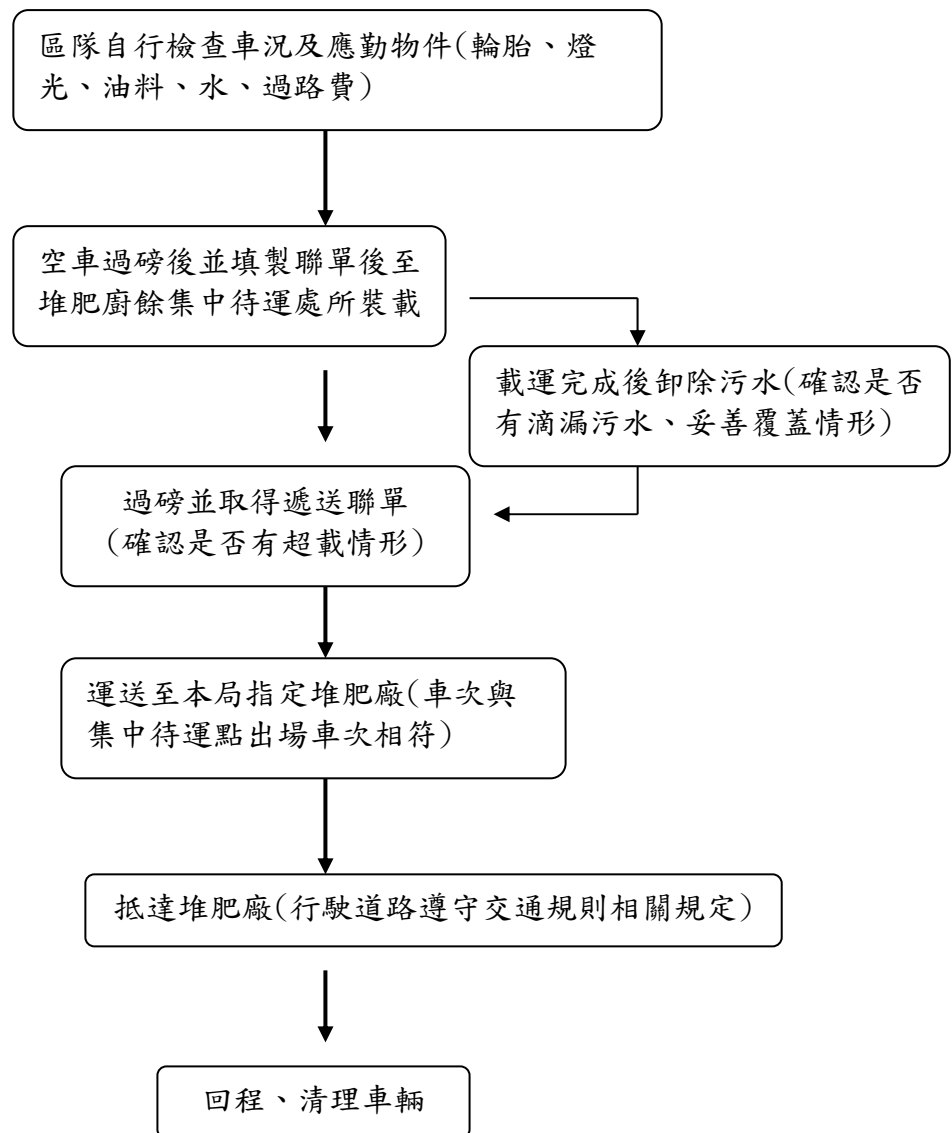 區隊自行檢查車況及應勤物件(輪胎、燈
光、油料、水、過路費)
空車過磅後並填製聯單後至
堆肥廚餘集中待運處所裝載
載運完成後卸除污水(確認是否
有滴漏污水、妥善覆蓋情形)
過磅並取得遞送聯單
(確認是否有超載情形)
運送至本局指定堆肥廠(車次與
集中待運點出場車次相符)
抵達堆肥廠(行駛道路遵守交通規則相關規定)
回程、清理車輛